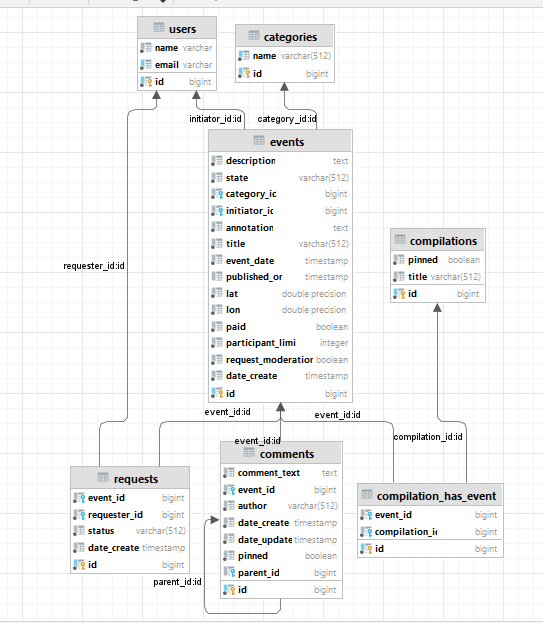 users
name varchar
email varchar
id bigint
categories
name varchar(512)
id bigint
initiator_id:id
category_id:id
events
description text
state varchar(512)
category_id bigint
initiator_id bigint
annotation text
title varchar(512)
event_date timestamp
published_on timestamp
lat double precision
lon double precision
paid boolean
participant_limi integer
request_moderation boolean
date_create timestamp
id bigint
requester_id:id
compilations
pinned boolean
title varchar(512)
id bigint
event_id:id
event_id:id
event_id:id
compilation_id:id
requests
event_id bigint
requester_id bigint
status varchar(512)
date_create timestamp
id bigint
comments
comment_text text
event_id bigint
author varchar(512)
date_create timestamp
date_update timestamp
pinned boolean
parent_id bigint
id bigint
parent_id:id
compilation_has_event
event_id bigint
compilation_id bigint
id bigint